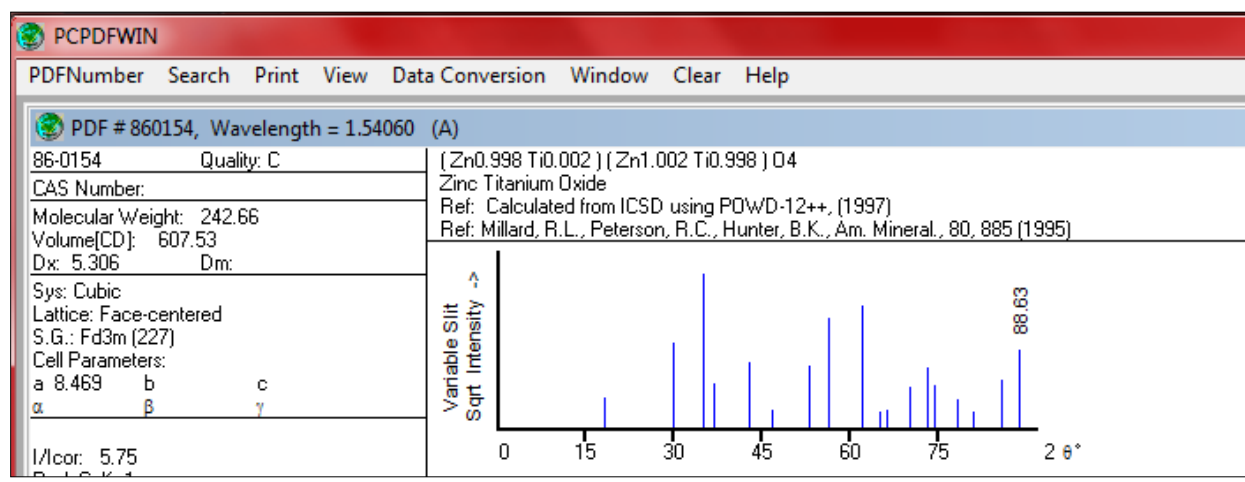 PCPDFWIN
PDFNumber Search Print View Data Conversion Window Clear Help
PDF # 860154, Wavelength = 1.54060 (A)
86-0154 Quality: C
CAS Number:
Molecular Weight: 242.66
Volume[CD]: 607.53
Dx: 5.306 Dm:
Sys: Cubic
Lattice: Face-centered
S.G.: Fd3m (227)
Cell Parameters:
a 8.469 b c
α β γ
I/Icor: 5.75
( Zn0.998 Ti0.002 ) ( Zn1.002 Ti0.998 ) O4
Zinc Titanium Oxide
Ref: Calculated from ICSD using POWD-12++, (1997)
Ref: Millard, R.L., Peterson, R.C., Hunter, B.K., Am. Mineral., 80, 885 (1995)
Variable Slit
Sqrt Intensity ->
88.63
0 15 30 45 60 75 2 θ°